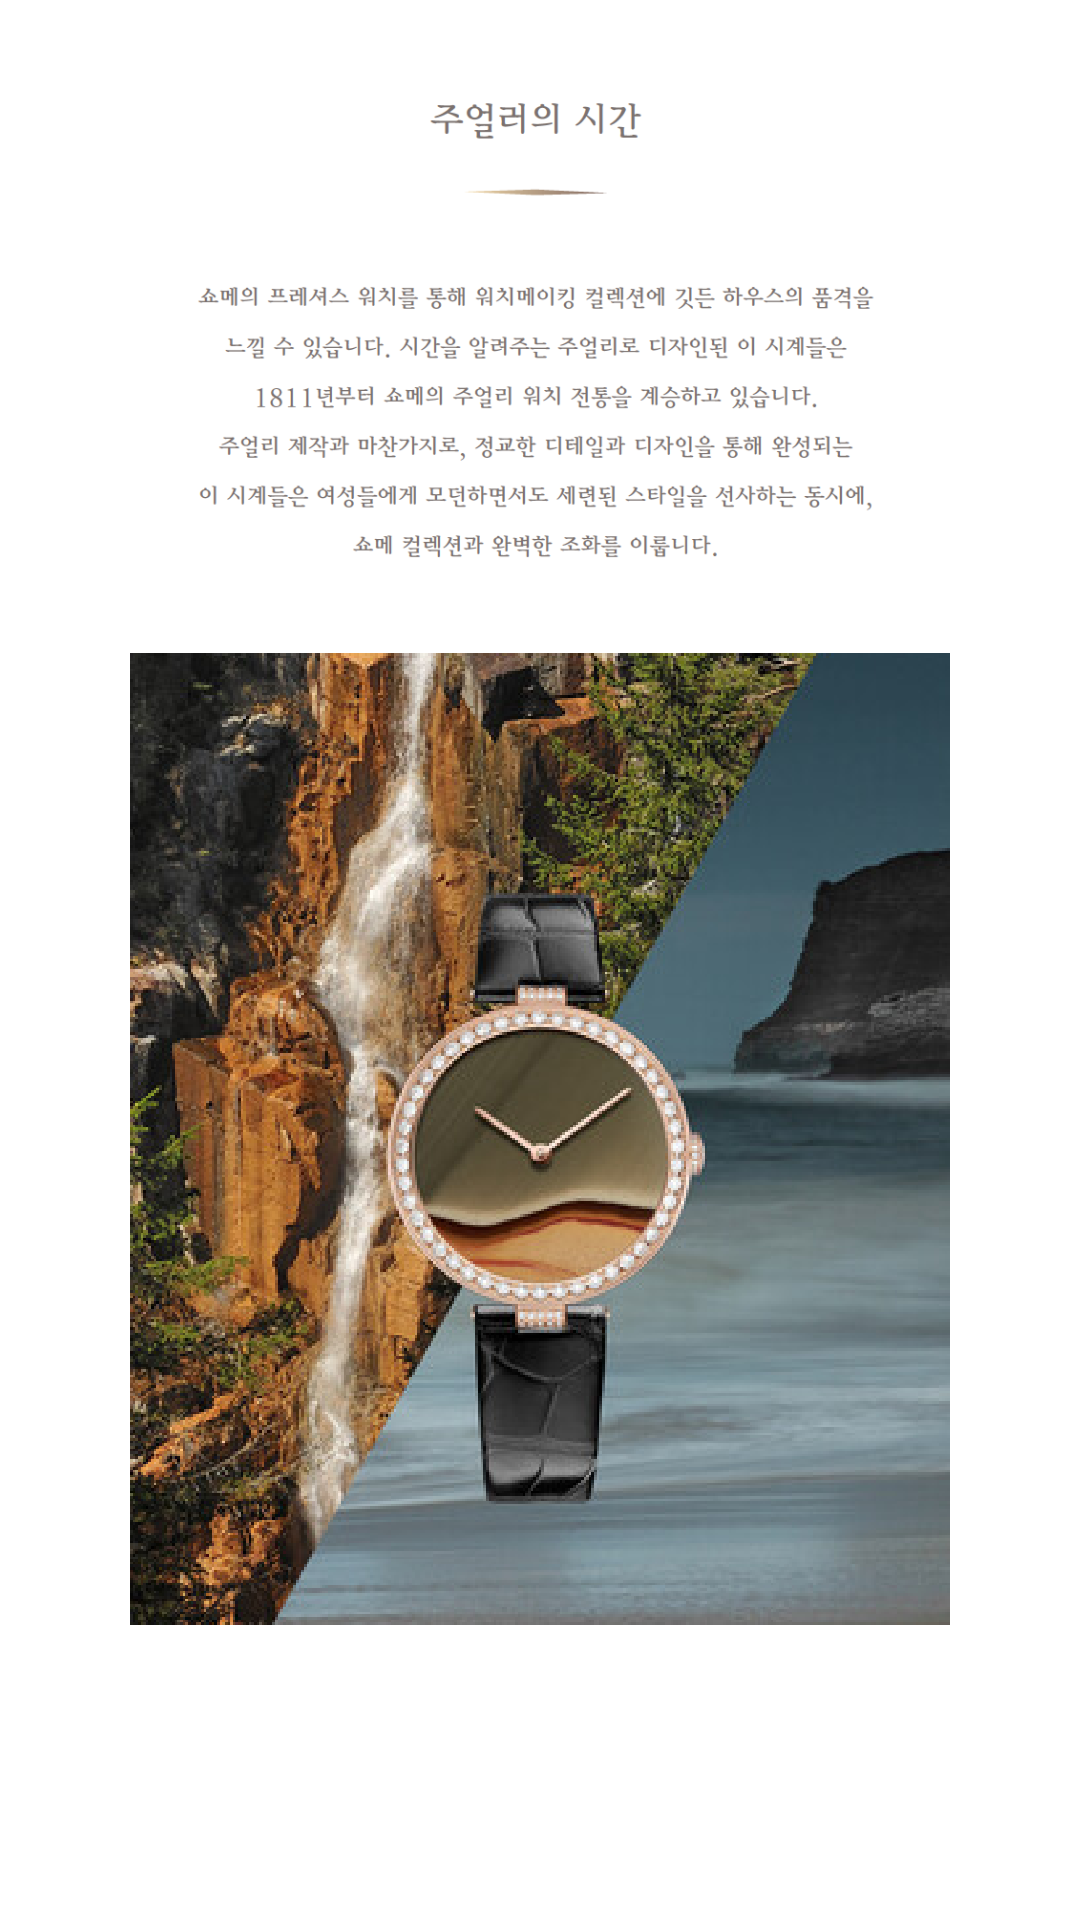 주얼러의 시간
쇼메의 프레셔스 워치를 통해 워치메이킹 컬렉션에 깃든 하우스의 품격을
느낄 수 있습니다. 시간을 알려주는 주얼리로 디자인된 이 시계들은
1811년부터 쇼메의 주얼리 워치 전통을 계승하고 있습니다.
주얼리 제작과 마찬가지로, 정교한 디테일과 디자인을 통해 완성되는
이 시계들은 여성들에게 모던하면서도 세련된 스타일을 선사하는 동시에,
쇼메 컬렉션과 완벽한 조화를 이룹니다.